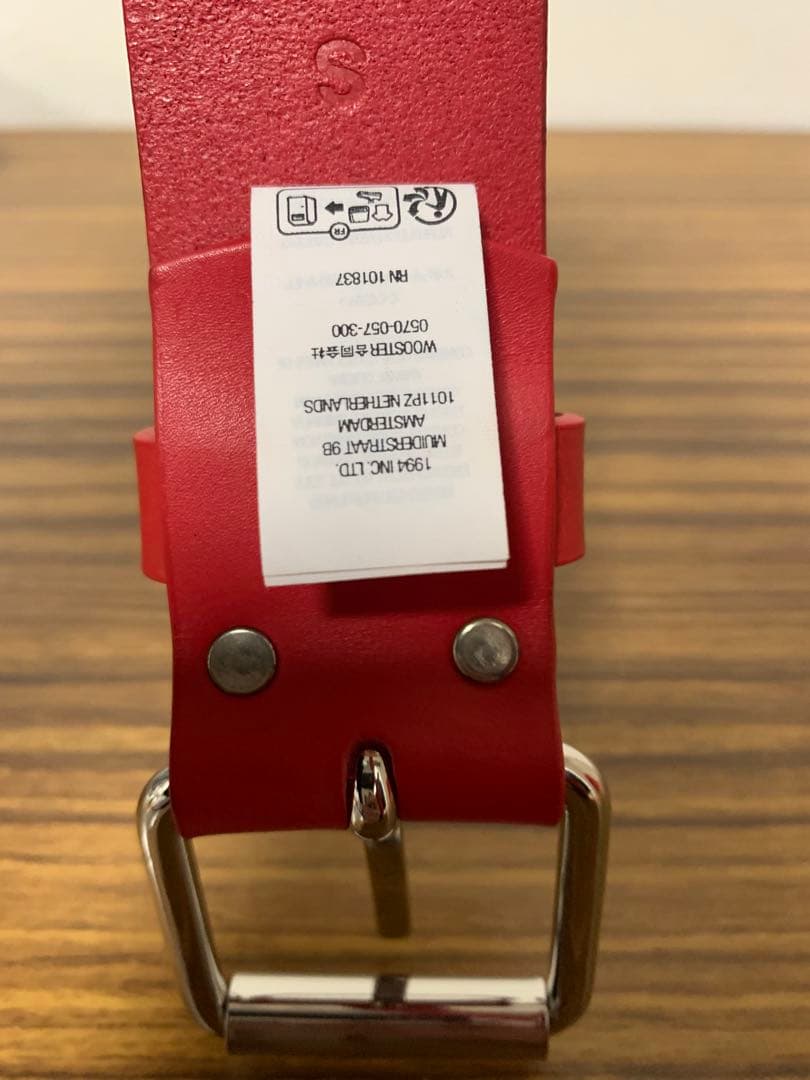 S
1994 INC. LTD.
MUIDERSTRAAT 9B
AMSTERDAM
1011PZ NETHERLANDS
WOOSTER合同会社
0570-057-300
RN 101837
FR